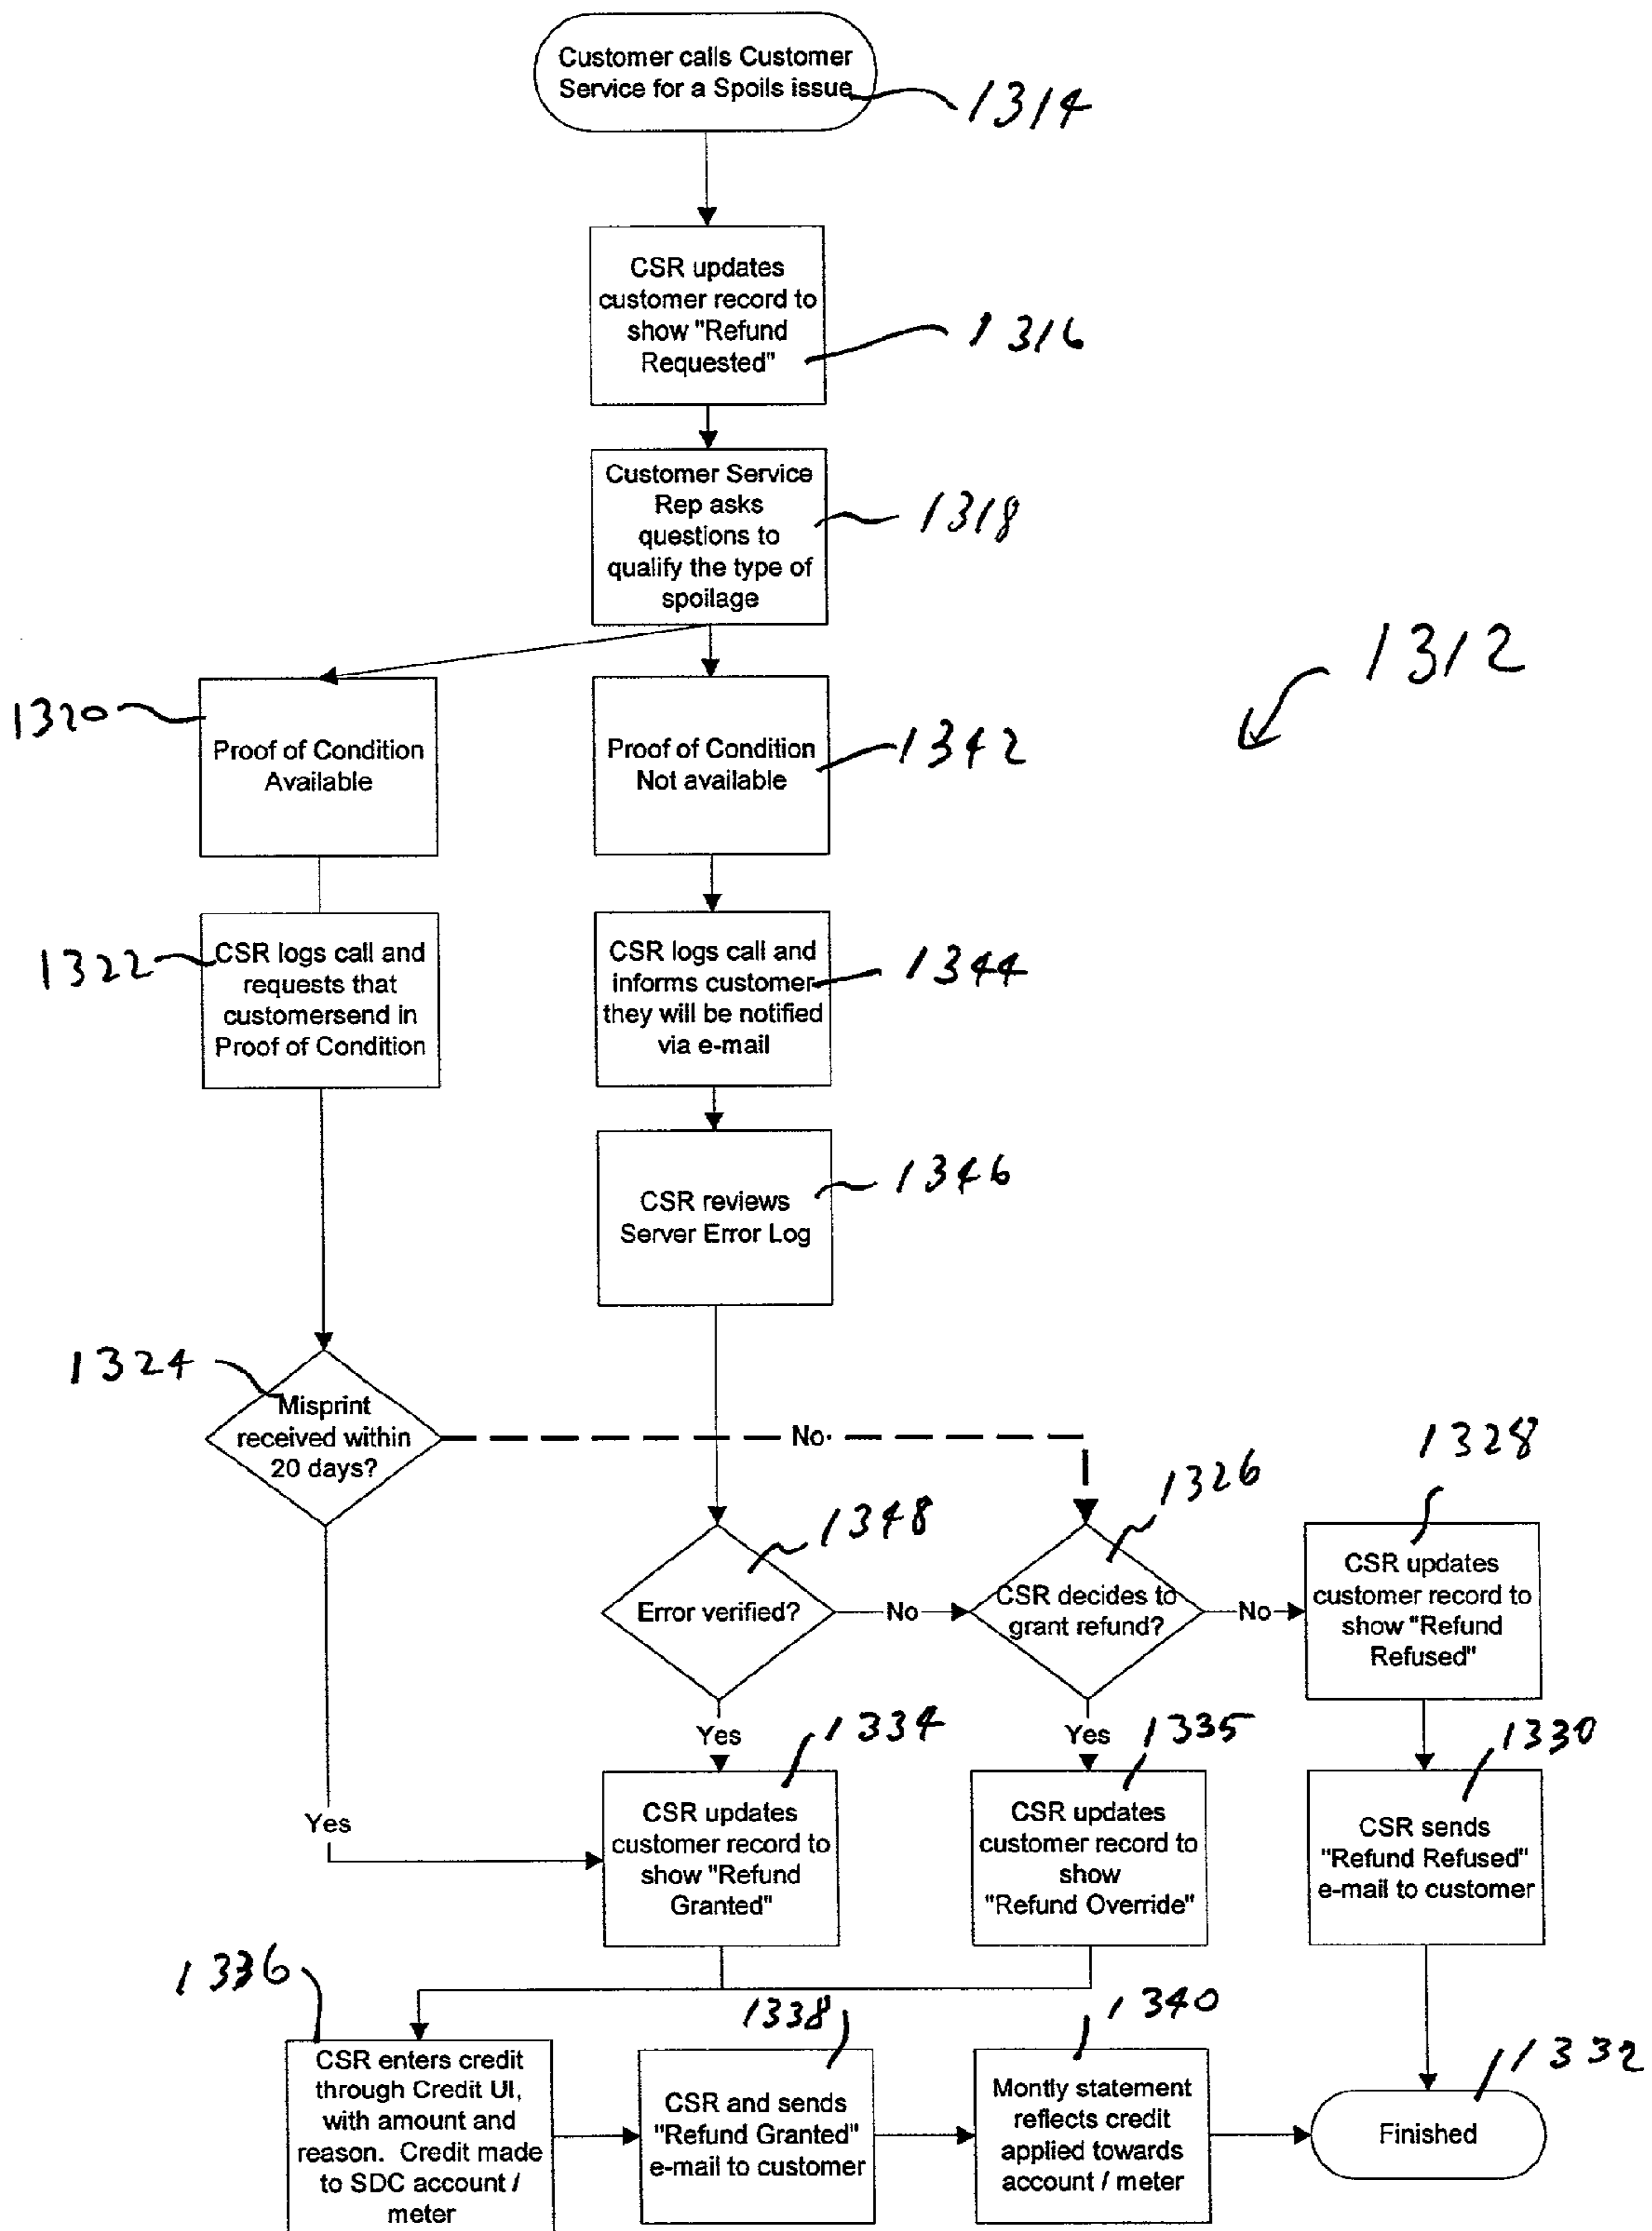 Customer calls Customer
Service for a Spoils issue
1314
CSR updates
customer record to
show "Refund
Requested"
1316
Customer Service
Rep asks
questions to
qualify the type of
spoilage
1318
1312
1320
Proof of Condition
Available
Proof of Condition
Not available
1342
1322
CSR logs call and
requests that
customersend in
Proof of Condition
CSR logs call and
informs customer
they will be notified
via e-mail
1344
CSR reviews
Server Error Log
1346
1324
Misprint
received within
20 days?
No
1348
Error verified?
No
1326
CSR decides to
grant refund?
No
1328
CSR updates
customer record to
show "Refund
Refused"
Yes
1334
Yes
1335
1330
Yes
CSR updates
customer record to
show "Refund
Granted"
CSR updates
customer record to
show
"Refund Override"
CSR sends
"Refund Refused"
e-mail to customer
1336
CSR enters credit
through Credit UI,
with amount and
reason. Credit made
to SDC account /
meter
1338
CSR and sends
"Refund Granted"
e-mail to customer
1340
Montly statement
reflects credit
applied towards
account / meter
1332
Finished